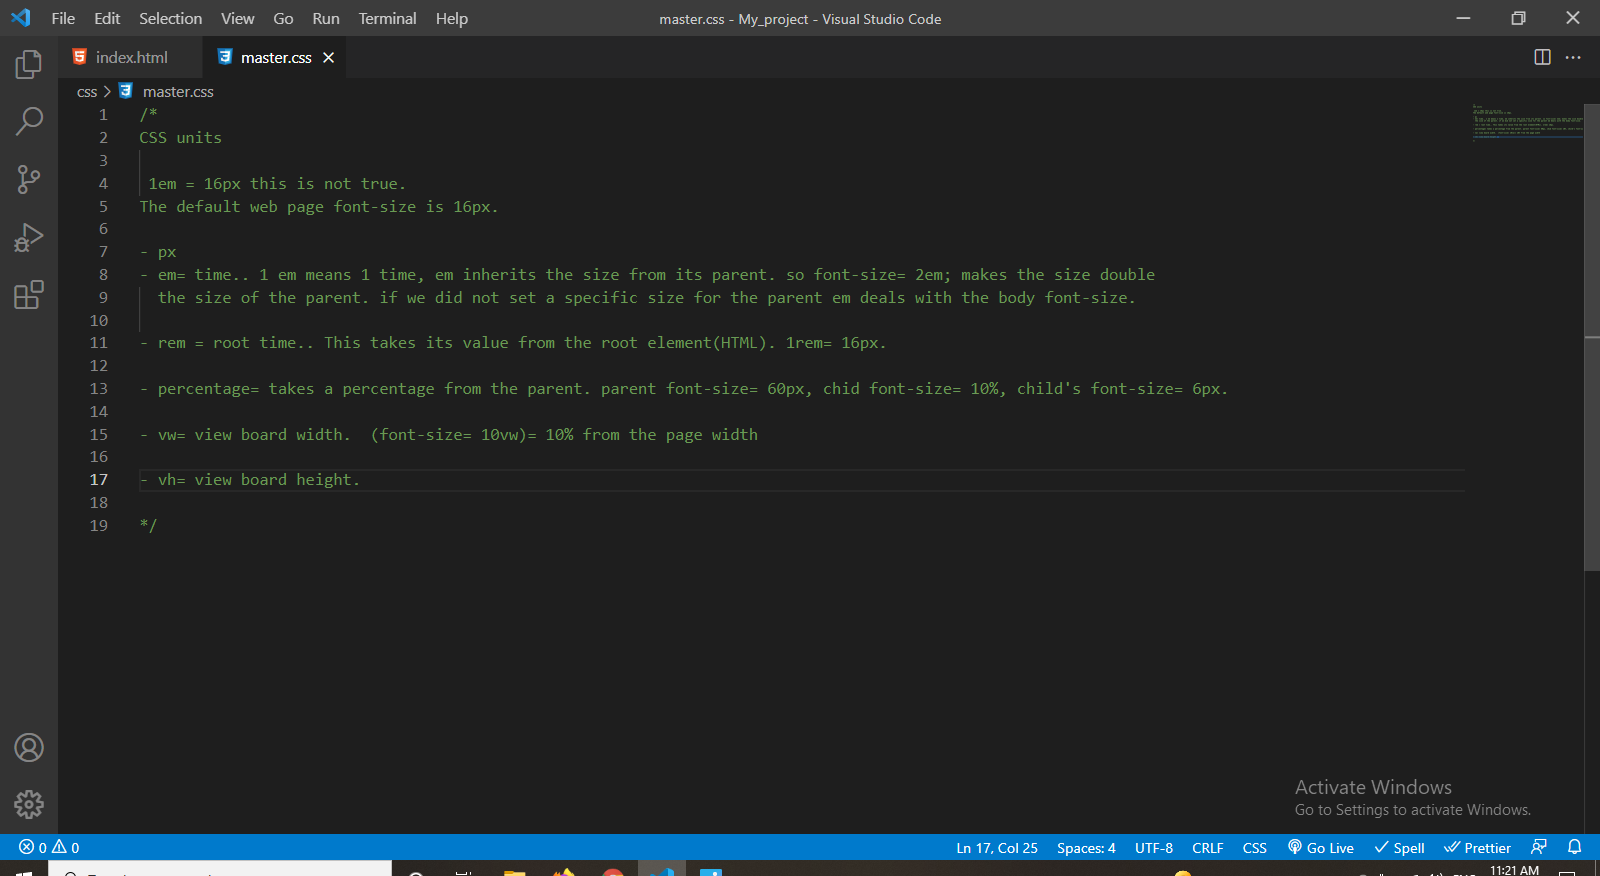 File Edit Selection View Go Run Terminal Help
master.css - My_project - Visual Studio Code
index.html
master.css
css > master.css
1 /*
2 CSS units
3
4 1em = 16px this is not true.
5 The default web page font-size is 16px.
6
7 - px
8 - em= time.. 1 em means 1 time, em inherits the size from its parent. so font-size= 2em; makes the size double
9 the size of the parent. if we did not set a specific size for the parent em deals with the body font-size.
10
11 - rem = root time.. This takes its value from the root element(HTML). 1rem= 16px.
12
13 - percentage= takes a percentage from the parent. parent font-size= 60px, chid font-size= 10%, child's font-size= 6px.
14
15 - vw= view board width.  (font-size= 10vw)= 10% from the page width
16
17 - vh= view board height.
18
19 */
Activate Windows
Go to Settings to activate Windows.
0 0
Ln 17, Col 25 Spaces: 4 UTF-8 CRLF CSS Go Live Spell Prettier
11:21 AM